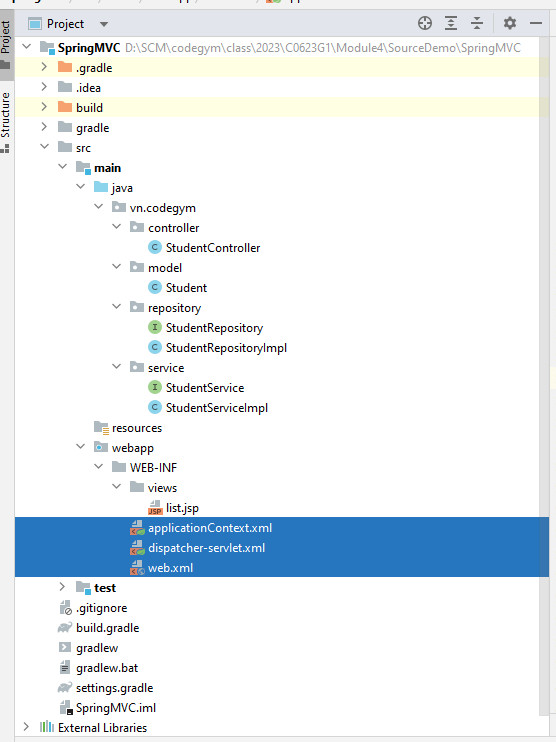 Project
Structure
Project
SpringMVC D:\SCM\codegym\class\2023\C0623G1\Module4\SourceDemo\SpringMVC
.gradle
.idea
build
gradle
src
main
java
vn.codegym
controller
C StudentController
model
C Student
repository
I StudentRepository
C StudentRepositoryImpl
service
I StudentService
C StudentServiceImpl
resources
webapp
WEB-INF
views
JSP list.jsp
applicationContext.xml
dispatcher-servlet.xml
web.xml
test
.gitignore
build.gradle
gradlew
gradlew.bat
settings.gradle
SpringMVC.iml
External Libraries